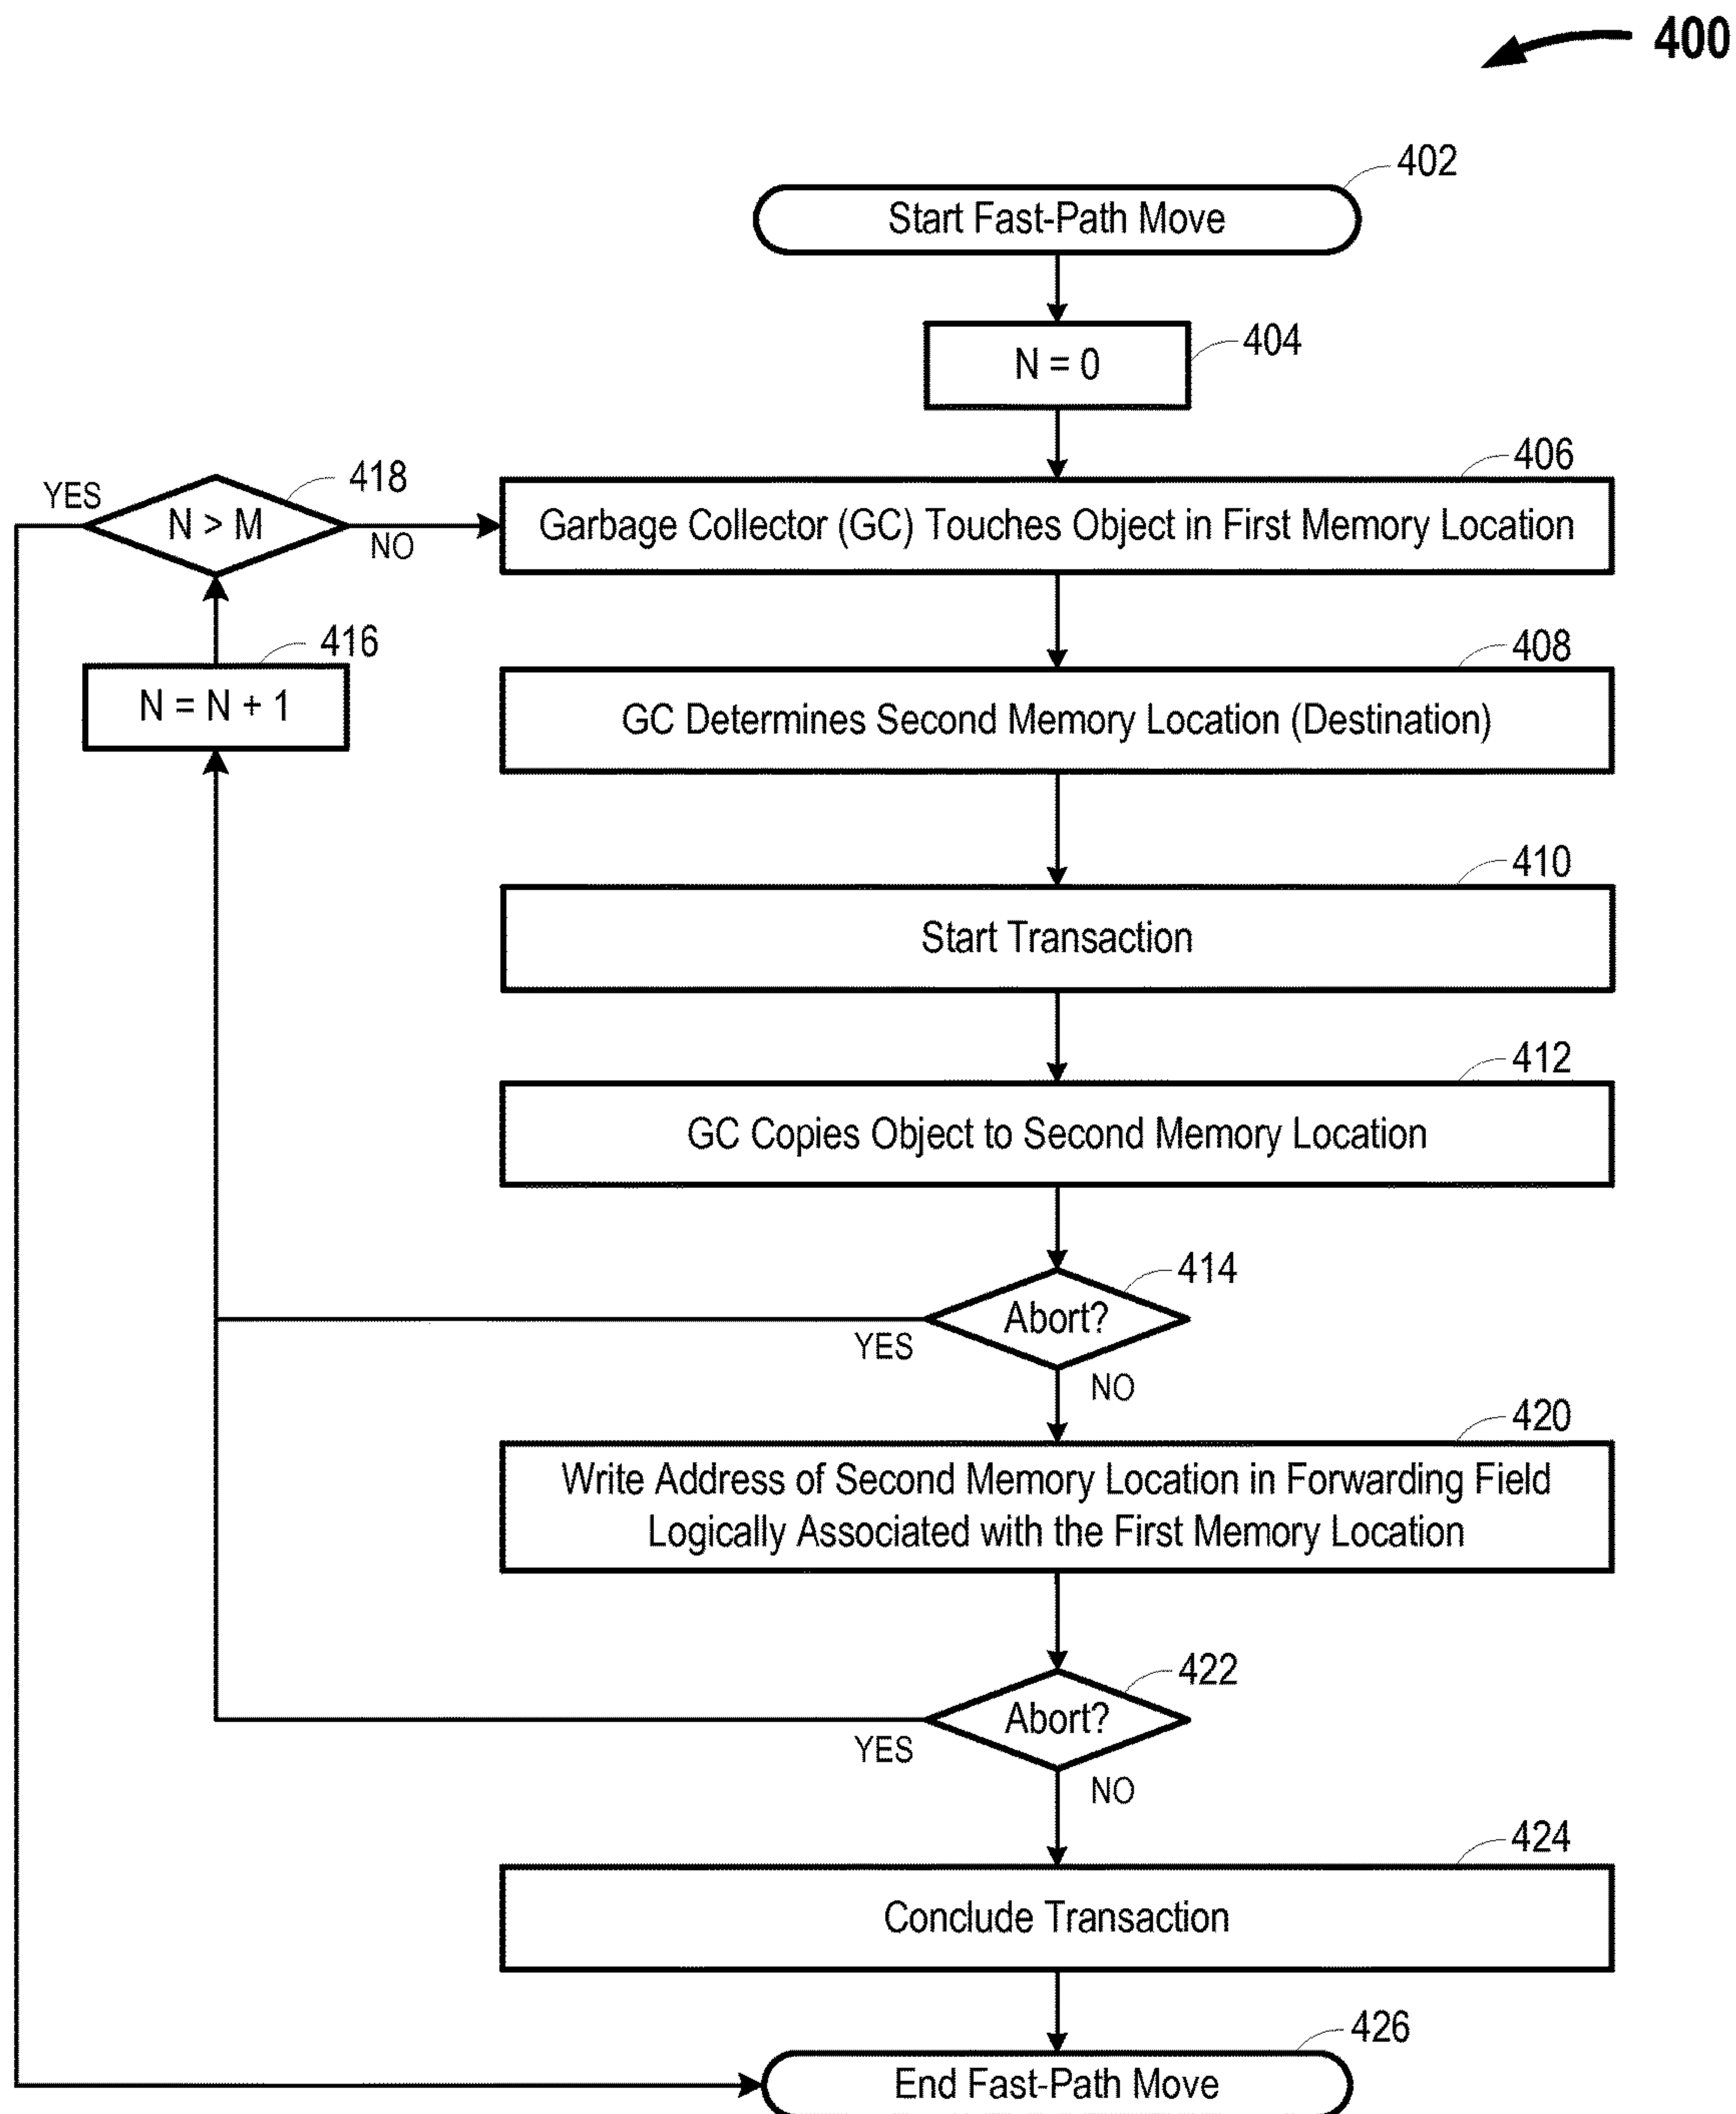 400
402
Start Fast-Path Move
404
N = 0
406
418
YES
N > M
NO
Garbage Collector (GC) Touches Object in First Memory Location
416
N = N + 1
408
GC Determines Second Memory Location (Destination)
410
Start Transaction
412
GC Copies Object to Second Memory Location
414
Abort?
YES
NO
420
Write Address of Second Memory Location in Forwarding Field
Logically Associated with the First Memory Location
422
Abort?
YES
NO
424
Conclude Transaction
426
End Fast-Path Move